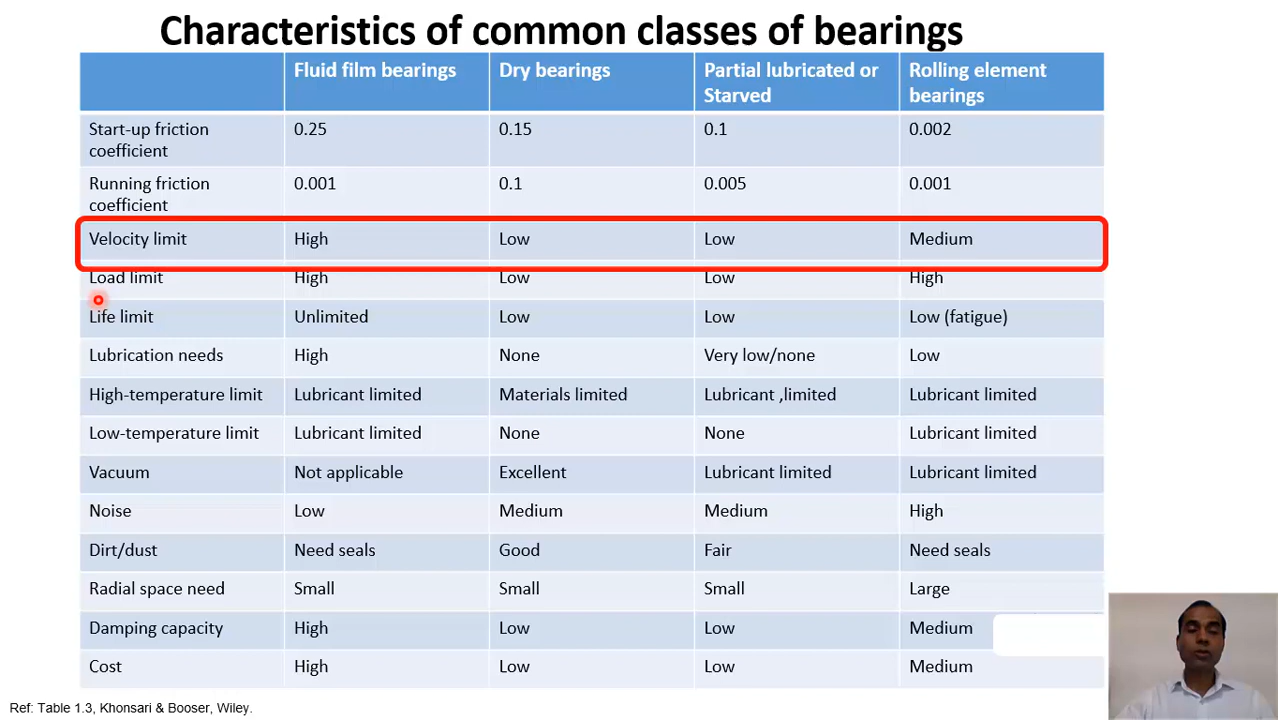 Characteristics of common classes of bearings
Fluid film bearings Dry bearings Partial lubricated or Starved Rolling element bearings
Start-up friction coefficient 0.25 0.15 0.1 0.002
Running friction coefficient 0.001 0.1 0.005 0.001
Velocity limit High Low Low Medium
Load limit High Low Low High
Life limit Unlimited Low Low Low (fatigue)
Lubrication needs High None Very low/none Low
High-temperature limit Lubricant limited Materials limited Lubricant ,limited Lubricant limited
Low-temperature limit Lubricant limited None None Lubricant limited
Vacuum Not applicable Excellent Lubricant limited Lubricant limited
Noise Low Medium Medium High
Dirt/dust Need seals Good Fair Need seals
Radial space need Small Small Small Large
Damping capacity High Low Low Medium
Cost High Low Low Medium
Ref: Table 1.3, Khonsari & Booser, Wiley.